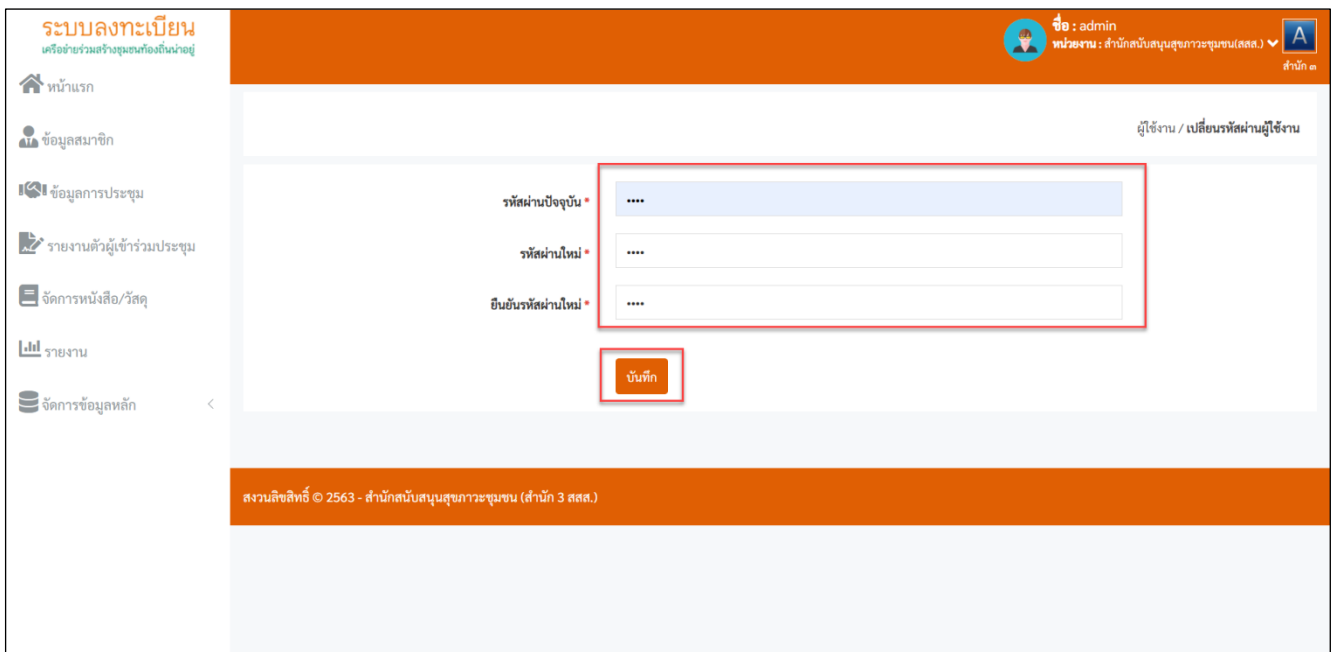 ระบบลงทะเบียน
เครือข่ายร่วมสร้างชุมชนท้องถิ่นน่าอยู่
หน้าแรก
ข้อมูลสมาชิก
ข้อมูลการประชุม
รายงานตัวผู้เข้าร่วมประชุม
จัดการหนังสือ/วัสดุ
รายงาน
จัดการข้อมูลหลัก
ชื่อ : admin
หน่วยงาน : สำนักสนับสนุนสุขภาวะชุมชน(สสส.)
A
สำนัก ๓
ผู้ใช้งาน / เปลี่ยนรหัสผ่านผู้ใช้งาน
รหัสผ่านปัจจุบัน * ••••
รหัสผ่านใหม่ * ••••
ยืนยันรหัสผ่านใหม่ * ••••
บันทึก
สงวนลิขสิทธิ์ © 2563 - สำนักสนับสนุนสุขภาวะชุมชน (สำนัก 3 สสส.)